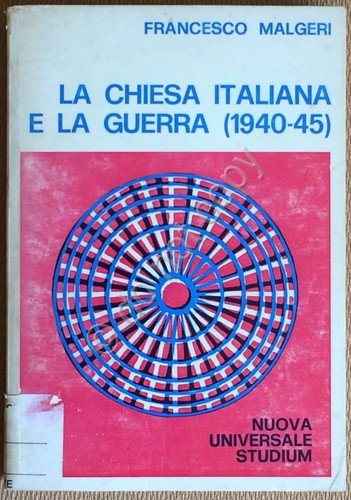 FRANCESCO MALGERI
LA CHIESA ITALIANA
E LA GUERRA (1940-45)
NUOVA
UNIVERSALE
STUDIUM